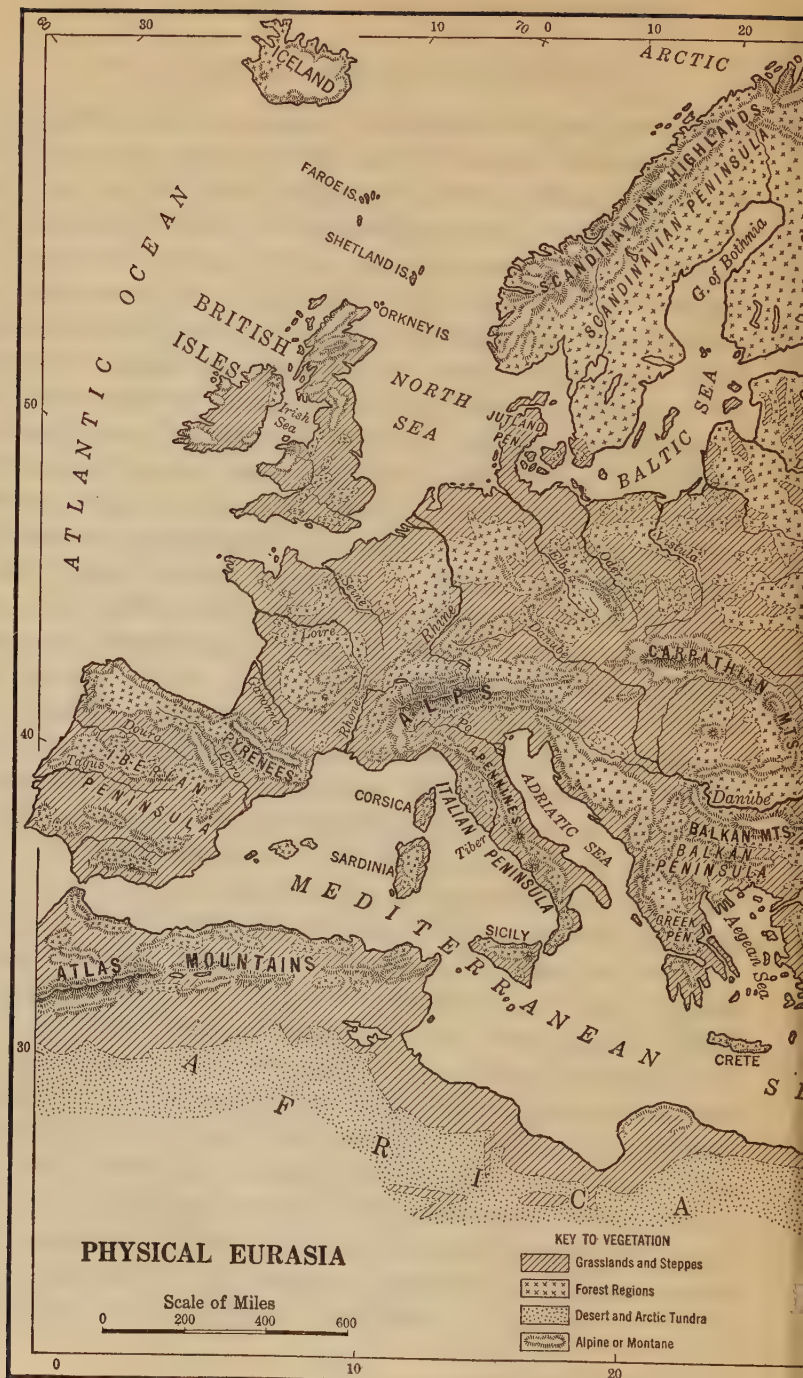 60 30 10 70 0 10 20
ARCTIC
ICELAND
FAROE IS.
SHETLAND IS.
ORKNEY IS.
ATLANTIC OCEAN
BRITISH
ISLES
Irish
Sea
NORTH
SEA
SCANDINAVIAN HIGHLANDS
SCANDINAVIAN PENINSULA
G. of Bothnia
JUTLAND
PEN.
BALTIC SEA
50
Elbe
Oder
Vistula
Seine
Rhine
Loire
Danube
CARPATHIAN MTS
Garonne
Rhone
ALPS
Po
40
Douro
PYRENEES
Ebro
Tagus
PENINSULA
APENNINES
ADRIATIC SEA
CORSICA
ITALIAN PENINSULA
Tiber
SARDINIA
Danube
BALKAN MTS.
BALKAN
PENINSULA
MEDITERRANEAN
GREEK
PEN.
Aegean Sea
SICILY
ATLAS MOUNTAINS
30
CRETE
AFRICA
PHYSICAL EURASIA
Scale of Miles
0 200 400 600
KEY TO VEGETATION
Grasslands and Steppes
Forest Regions
Desert and Arctic Tundra
Alpine or Montane
0 10 20